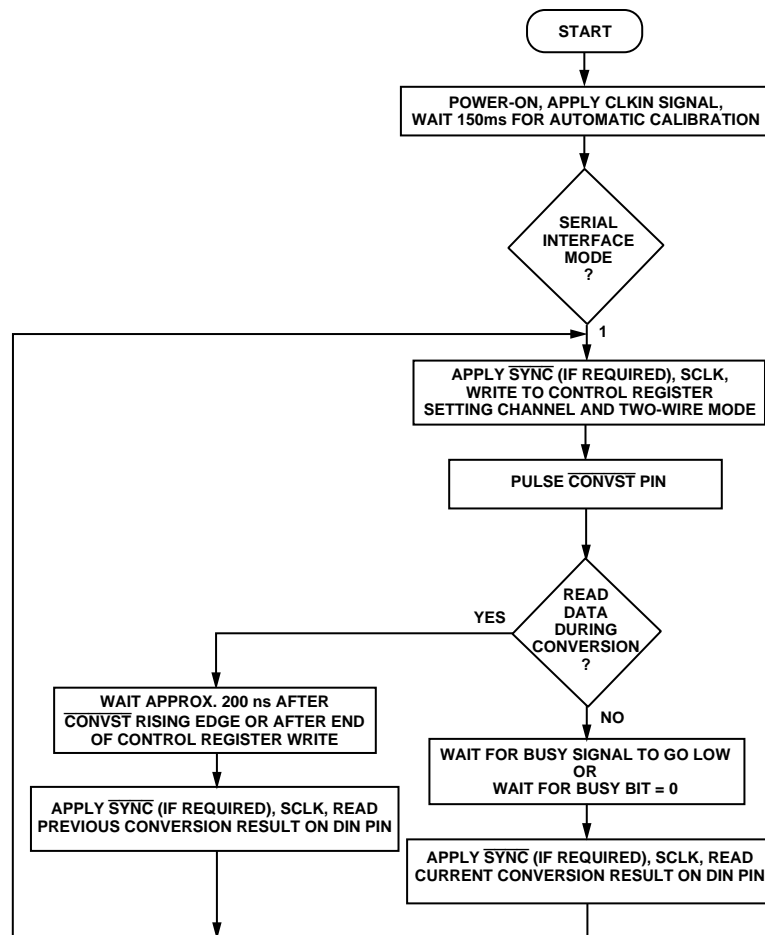 START
POWER-ON, APPLY CLKIN SIGNAL,
WAIT 150ms FOR AUTOMATIC CALIBRATION
SERIAL
INTERFACE
MODE
?
1
APPLY SYNC (IF REQUIRED), SCLK,
WRITE TO CONTROL REGISTER
SETTING CHANNEL AND TWO-WIRE MODE
PULSE CONVST PIN
READ
DATA
DURING
CONVERSION
?
YES
WAIT APPROX. 200 ns AFTER
CONVST RISING EDGE OR AFTER END
OF CONTROL REGISTER WRITE
APPLY SYNC (IF REQUIRED), SCLK, READ
PREVIOUS CONVERSION RESULT ON DIN PIN
NO
WAIT FOR BUSY SIGNAL TO GO LOW
OR
WAIT FOR BUSY BIT = 0
APPLY SYNC (IF REQUIRED), SCLK, READ
CURRENT CONVERSION RESULT ON DIN PIN